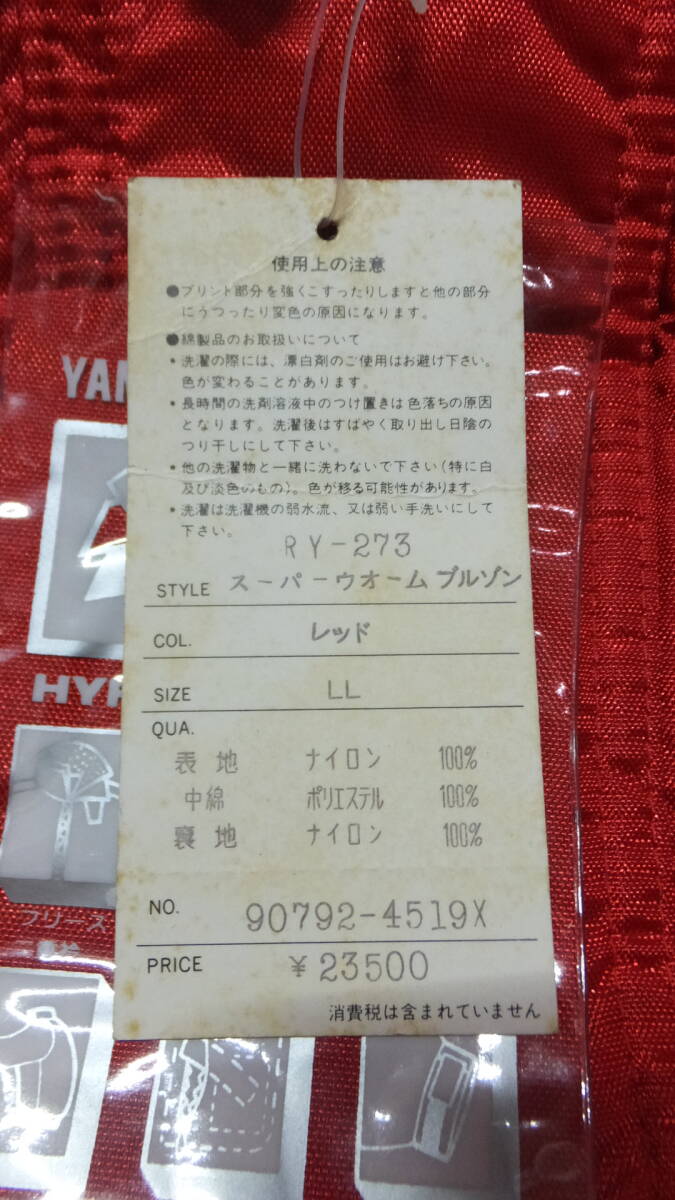 使用上の注意
●プリント部分を強くこすったりしますと他の部分
にうつったり変色の原因になります。
●綿製品のお取扱いについて
*洗濯の際には、漂白剤のご使用はお避け下さい。
色が変わることがあります。
*長時間の洗剤溶液中のつけ置きは色落ちの原因
となります。洗濯後はすばやく取り出し日陰の
つり干しにして下さい。
*他の洗濯物と一緒に洗わないで下さい(特に白
及び淡色のもの)。色が移る可能性があります。
*洗濯は洗濯機の弱水流、又は弱い手洗いにして
下さい。
RY-273
STYLE スーパーウオーム ブルゾン
COL. レッド
SIZE LL
QUA.
表地 ナイロン 100%
中綿 ポリエステル 100%
裏地 ナイロン 100%
NO. 90792-4519X
PRICE ¥23500
消費税は含まれていません
YAM
HYP
フリース